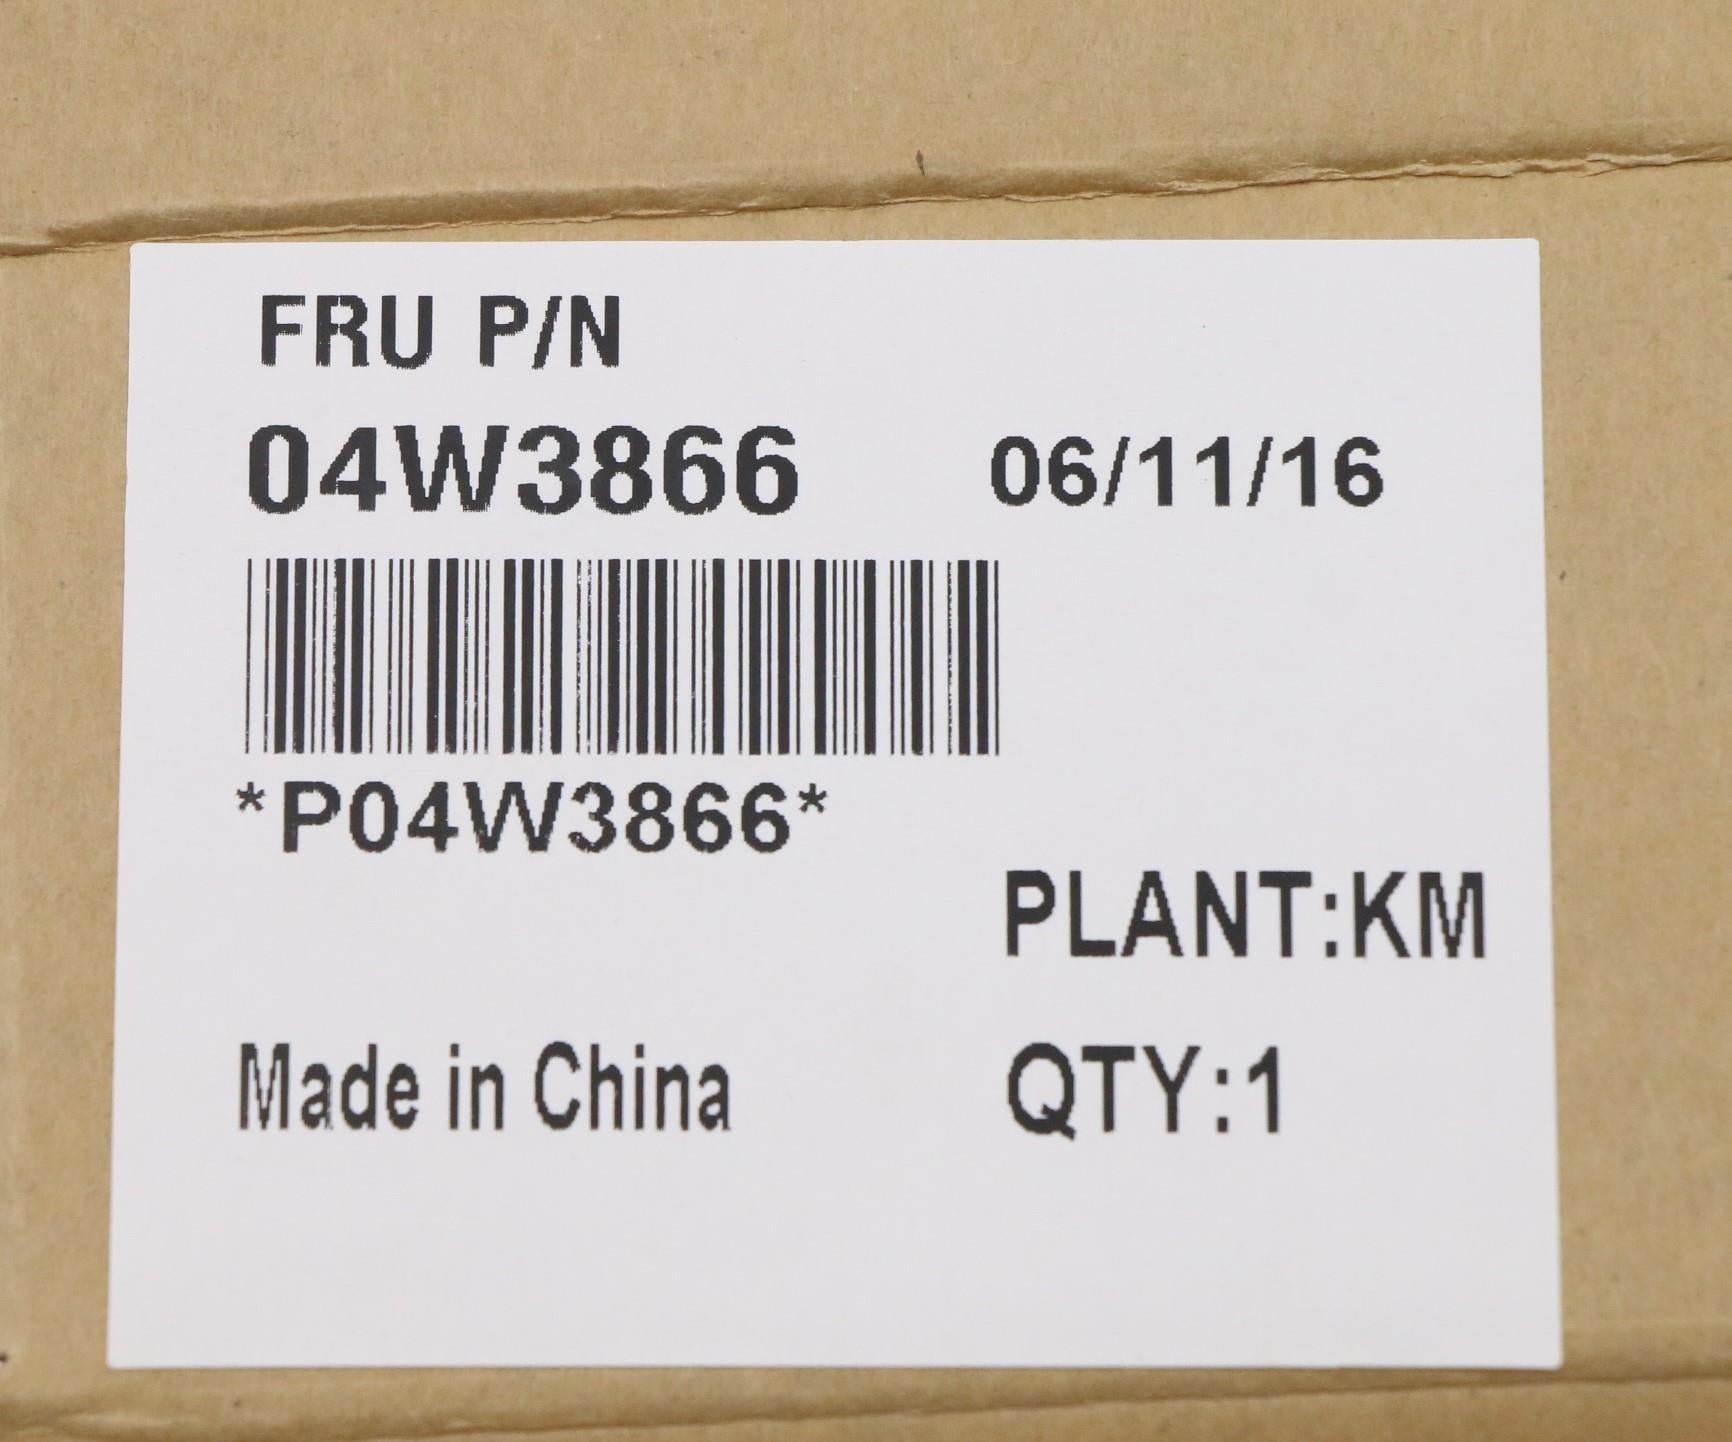 FRU P/N
04W3866 06/11/16
*P04W3866*
PLANT:KM
Made in China QTY:1